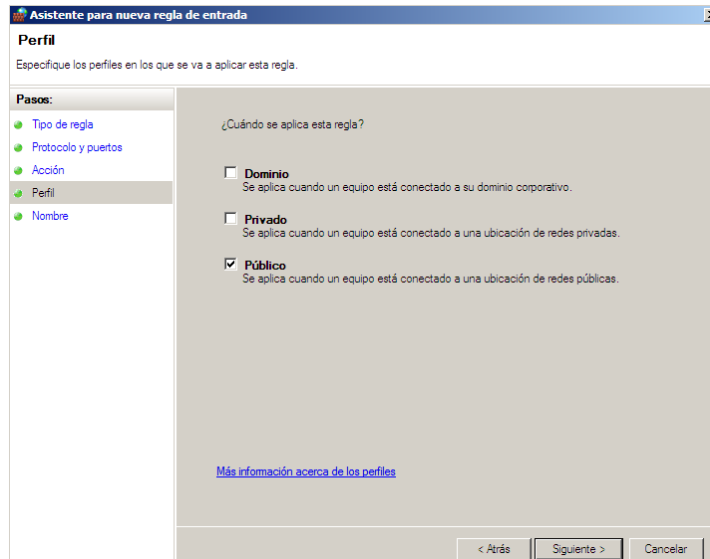 Asistente para nueva regla de entrada
Perfil
Especifique los perfiles en los que se va a aplicar esta regla.
Pasos:
Tipo de regla
Protocolo y puertos
Acción
Perfil
Nombre
¿Cuándo se aplica esta regla?
Dominio
Se aplica cuando un equipo está conectado a su dominio corporativo.
Privado
Se aplica cuando un equipo está conectado a una ubicación de redes privadas.
Público
Se aplica cuando un equipo está conectado a una ubicación de redes públicas.
Más información acerca de los perfiles
< Atrás
Siguiente >
Cancelar